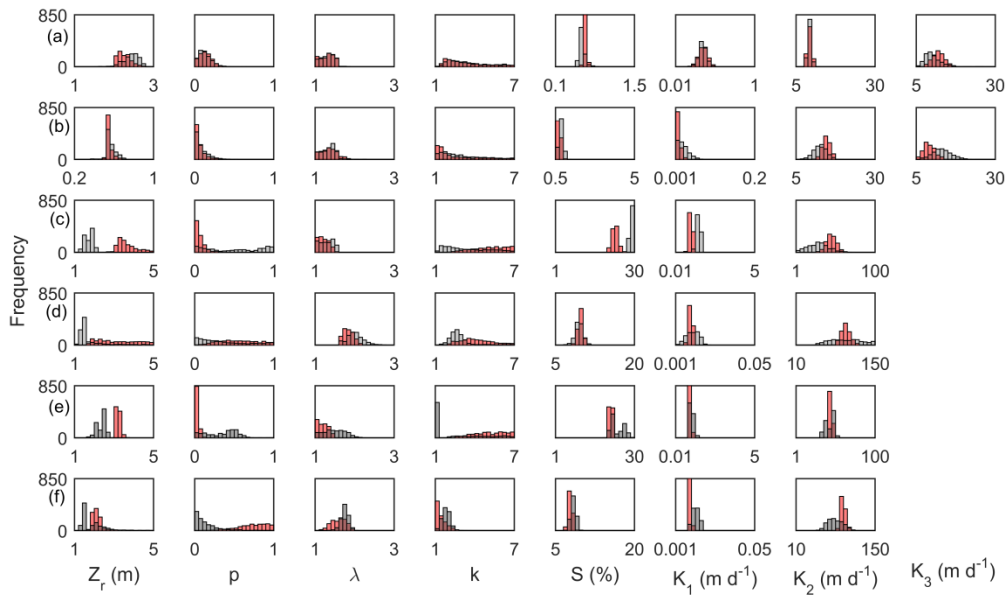 850
(a)
0
1 3 0 1 1 3 1 7 0.1 1.5 0.01 1 5 30 5 30
850
(b)
0
0.2 1 0 1 1 3 1 7 0.5 5 0.001 0.2 5 30 5 30
850
(c)
0
1 5 0 1 1 3 1 7 1 30 0.01 5 1 100
Frequency
850
(d)
0
1 5 0 1 1 3 1 7 5 20 0.001 0.05 10 150
850
(e)
0
1 5 0 1 1 3 1 7 1 30 0.01 5 1 100
850
(f)
0
1 5 0 1 1 3 1 7 5 20 0.001 0.05 10 150
Z_r (m) p λ k S (%) K_1 (m d^-1) K_2 (m d^-1) K_3 (m d^-1)